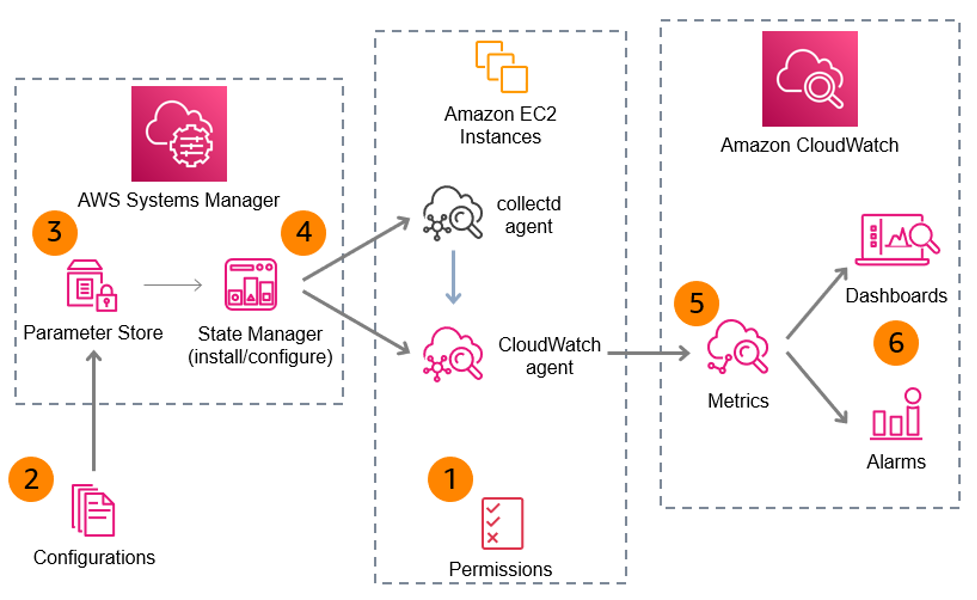 AWS Systems Manager
3
4
Parameter Store
State Manager
(install/configure)
2
Configurations
Amazon EC2
Instances
collectd
agent
CloudWatch
agent
1
Permissions
Amazon CloudWatch
5
Metrics
Dashboards
6
Alarms